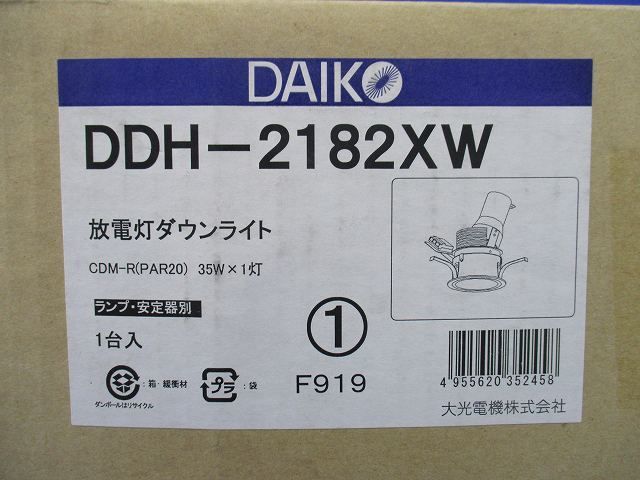 DAIKO
DDH-2182XW
放電灯ダウンライト
CDM-R(PAR20) 35W×1灯
ランプ・安定器別
1台入
①
:箱・緩衝材
プラ
:袋
ダンボールはリサイクル
F919
4 955620 352458
大光電機株式会社